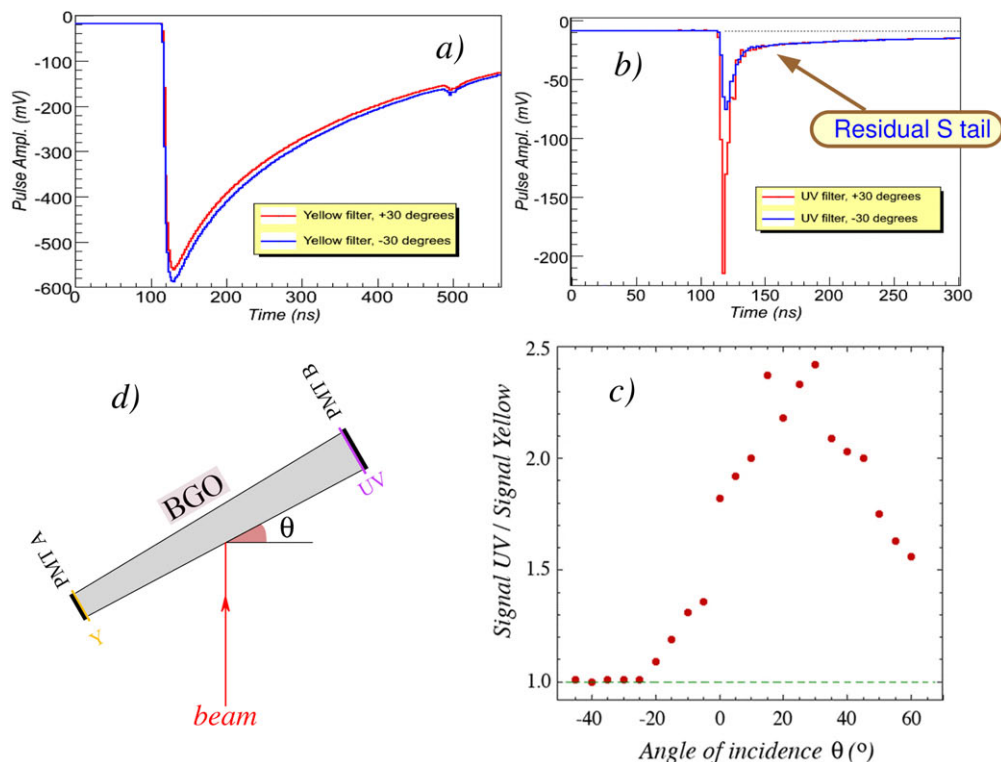 a)
0
-100
-200
-300
-400
-500
-600
Pulse Ampl. (mV)
Yellow filter, +30 degrees
Yellow filter, -30 degrees
0 100 200 300 400 500
Time (ns)
b)
0
-50
-100
-150
-200
Pulse Ampl. (mV)
Residual S tail
UV filter, +30 degrees
UV filter, -30 degrees
0 50 100 150 200 250 300
Time (ns)
d)
PMT B
UV
BGO
θ
PMT A
Y
beam
c)
2.5
2.0
1.5
1.0
Signal UV / Signal Yellow
-40 -20 0 20 40 60
Angle of incidence θ (º)